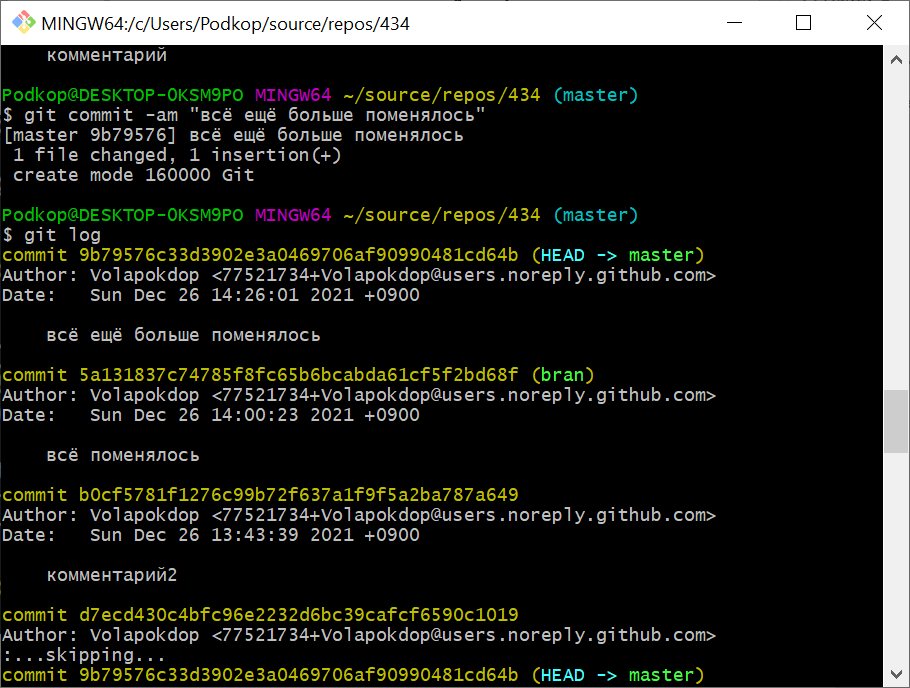 MINGW64:/c/Users/Podkop/source/repos/434
комментарий
Podkop@DESKTOP-0KSM9PO MINGW64 ~/source/repos/434 (master)
$ git commit -am "всё ещё больше поменялось"
[master 9b79576] всё ещё больше поменялось
1 file changed, 1 insertion(+)
create mode 160000 Git
Podkop@DESKTOP-0KSM9PO MINGW64 ~/source/repos/434 (master)
$ git log
commit 9b79576c33d3902e3a0469706af90990481cd64b (HEAD -> master)
Author: Volapokdop <77521734+Volapokdop@users.noreply.github.com>
Date:   Sun Dec 26 14:26:01 2021 +0900
всё ещё больше поменялось
commit 5a131837c74785f8fc65b6bcabda61cf5f2bd68f (bran)
Author: Volapokdop <77521734+Volapokdop@users.noreply.github.com>
Date:   Sun Dec 26 14:00:23 2021 +0900
всё поменялось
commit b0cf5781f1276c99b72f637a1f9f5a2ba787a649
Author: Volapokdop <77521734+Volapokdop@users.noreply.github.com>
Date:   Sun Dec 26 13:43:39 2021 +0900
комментарий2
commit d7ecd430c4bfc96e2232d6bc39cafcf6590c1019
Author: Volapokdop <77521734+Volapokdop@users.noreply.github.com>
:...skipping...
commit 9b79576c33d3902e3a0469706af90990481cd64b (HEAD -> master)